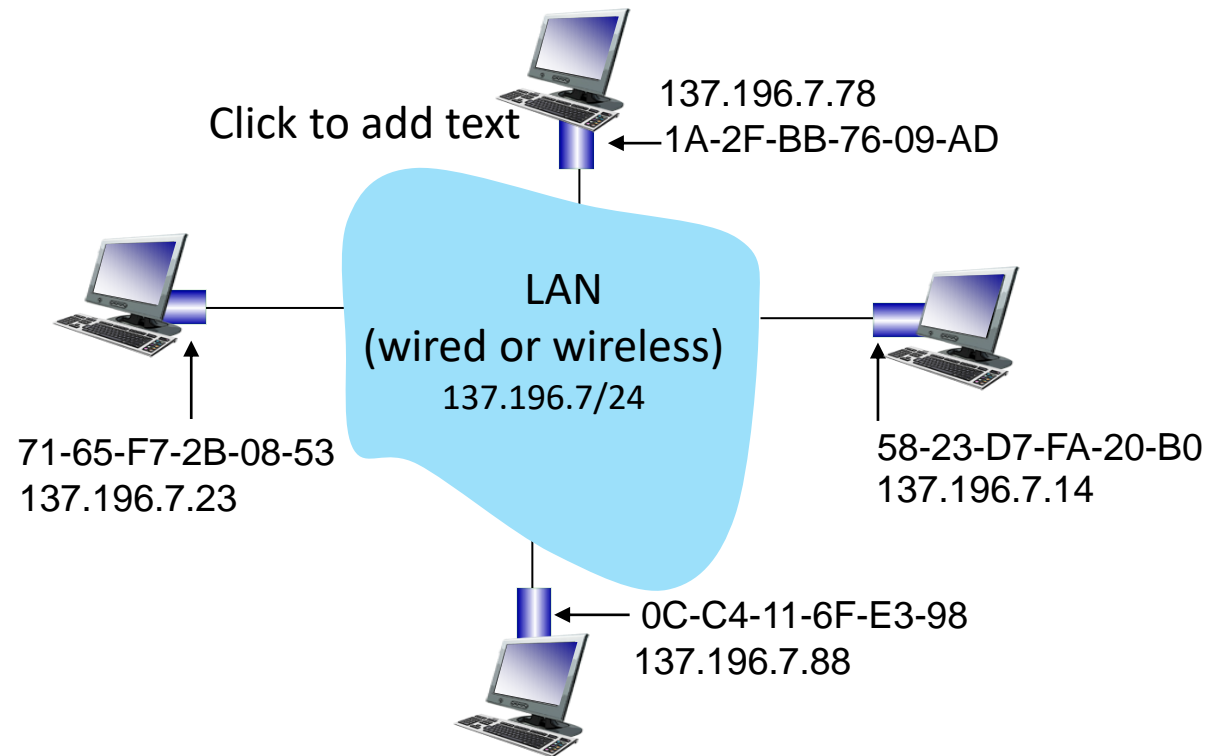 137.196.7.78
Click to add text
1A-2F-BB-76-09-AD
LAN
(wired or wireless)
137.196.7/24
71-65-F7-2B-08-53
137.196.7.23
58-23-D7-FA-20-B0
137.196.7.14
0C-C4-11-6F-E3-98
137.196.7.88